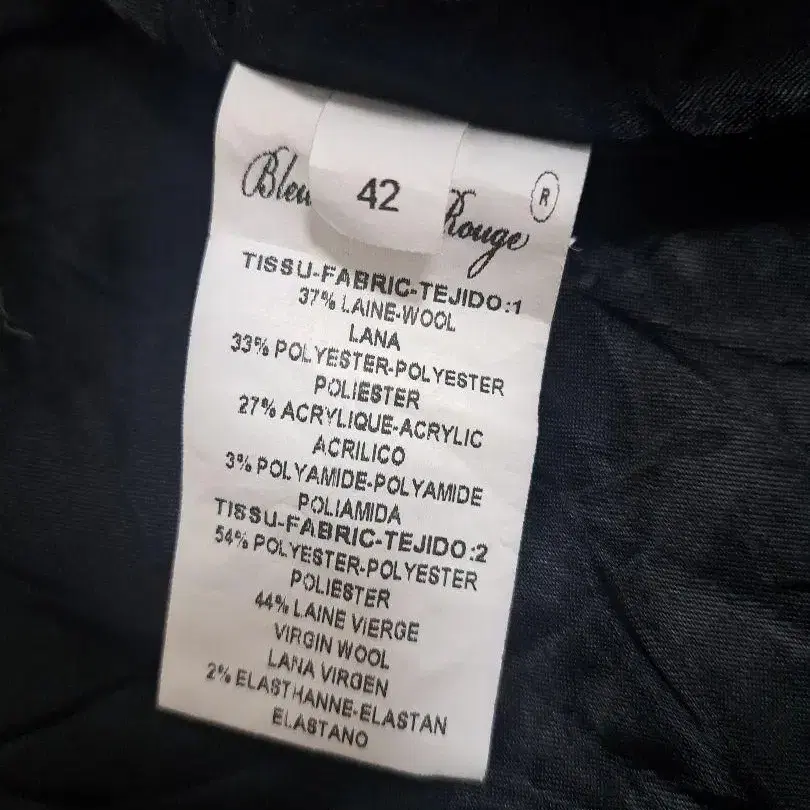 Bleu
42
Rouge
R
TISSU-FABRIC-TEJIDO:1
37% LAINE-WOOL
LANA
33% POLYESTER-POLYESTER
POLIESTER
27% ACRYLIQUE-ACRYLIC
ACRILICO
3% POLYAMIDE-POLYAMIDE
POLIAMIDA
TISSU-FABRIC-TEJIDO:2
54% POLYESTER-POLYESTER
POLIESTER
44% LAINE VIERGE
VIRGIN WOOL
LANA VIRGEN
2% ELASTHANNE-ELASTAN
ELASTANO